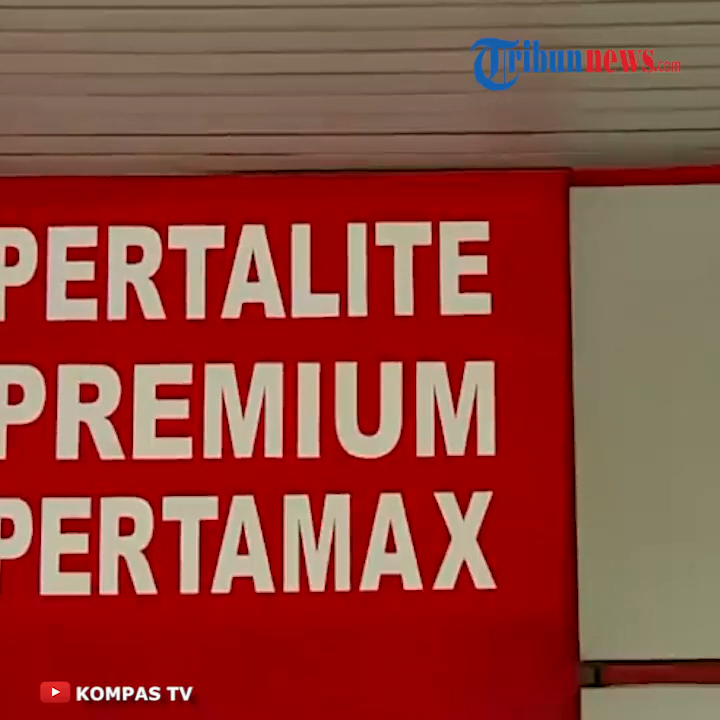 Tribunnews.com
PERTALITE
PREMIUM
PERTAMAX
KOMPAS TV